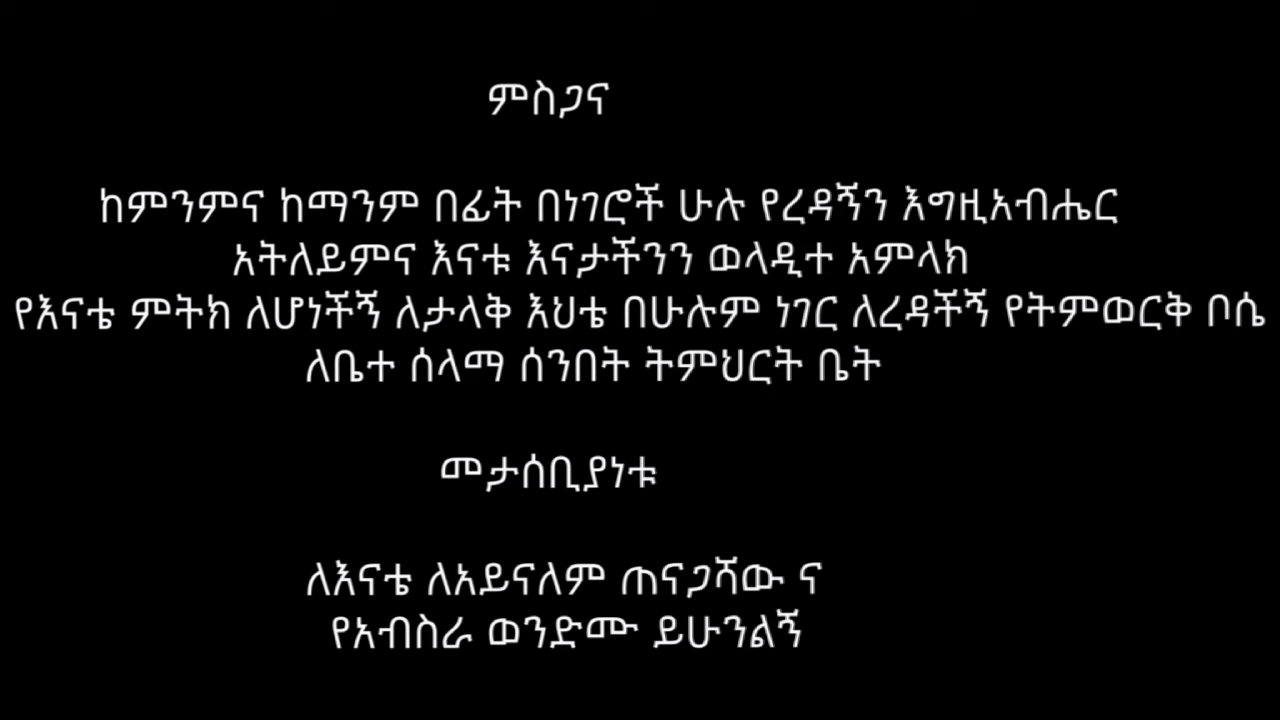 ምስጋና
ከምንምና ከማንም በፊት በነገሮች ሁሉ የረዳኝን እግዚአብሔር
አትለይምና እናቱ እናታችንን ወላዲተ አምላክ
የእናቴ ምትክ ለሆነችኝ ለታላቅ እህቴ በሁሉም ነገር ለረዳችኝ የትምወርቅ ቦሴ
ለቤተ ሰላማ ሰንበት ትምህርት ቤት
መታሰቢያነቱ
ለእናቴ ለአይናለም ጠናጋሻው ና
የአብስራ ወንድሙ ይሁንልኝ